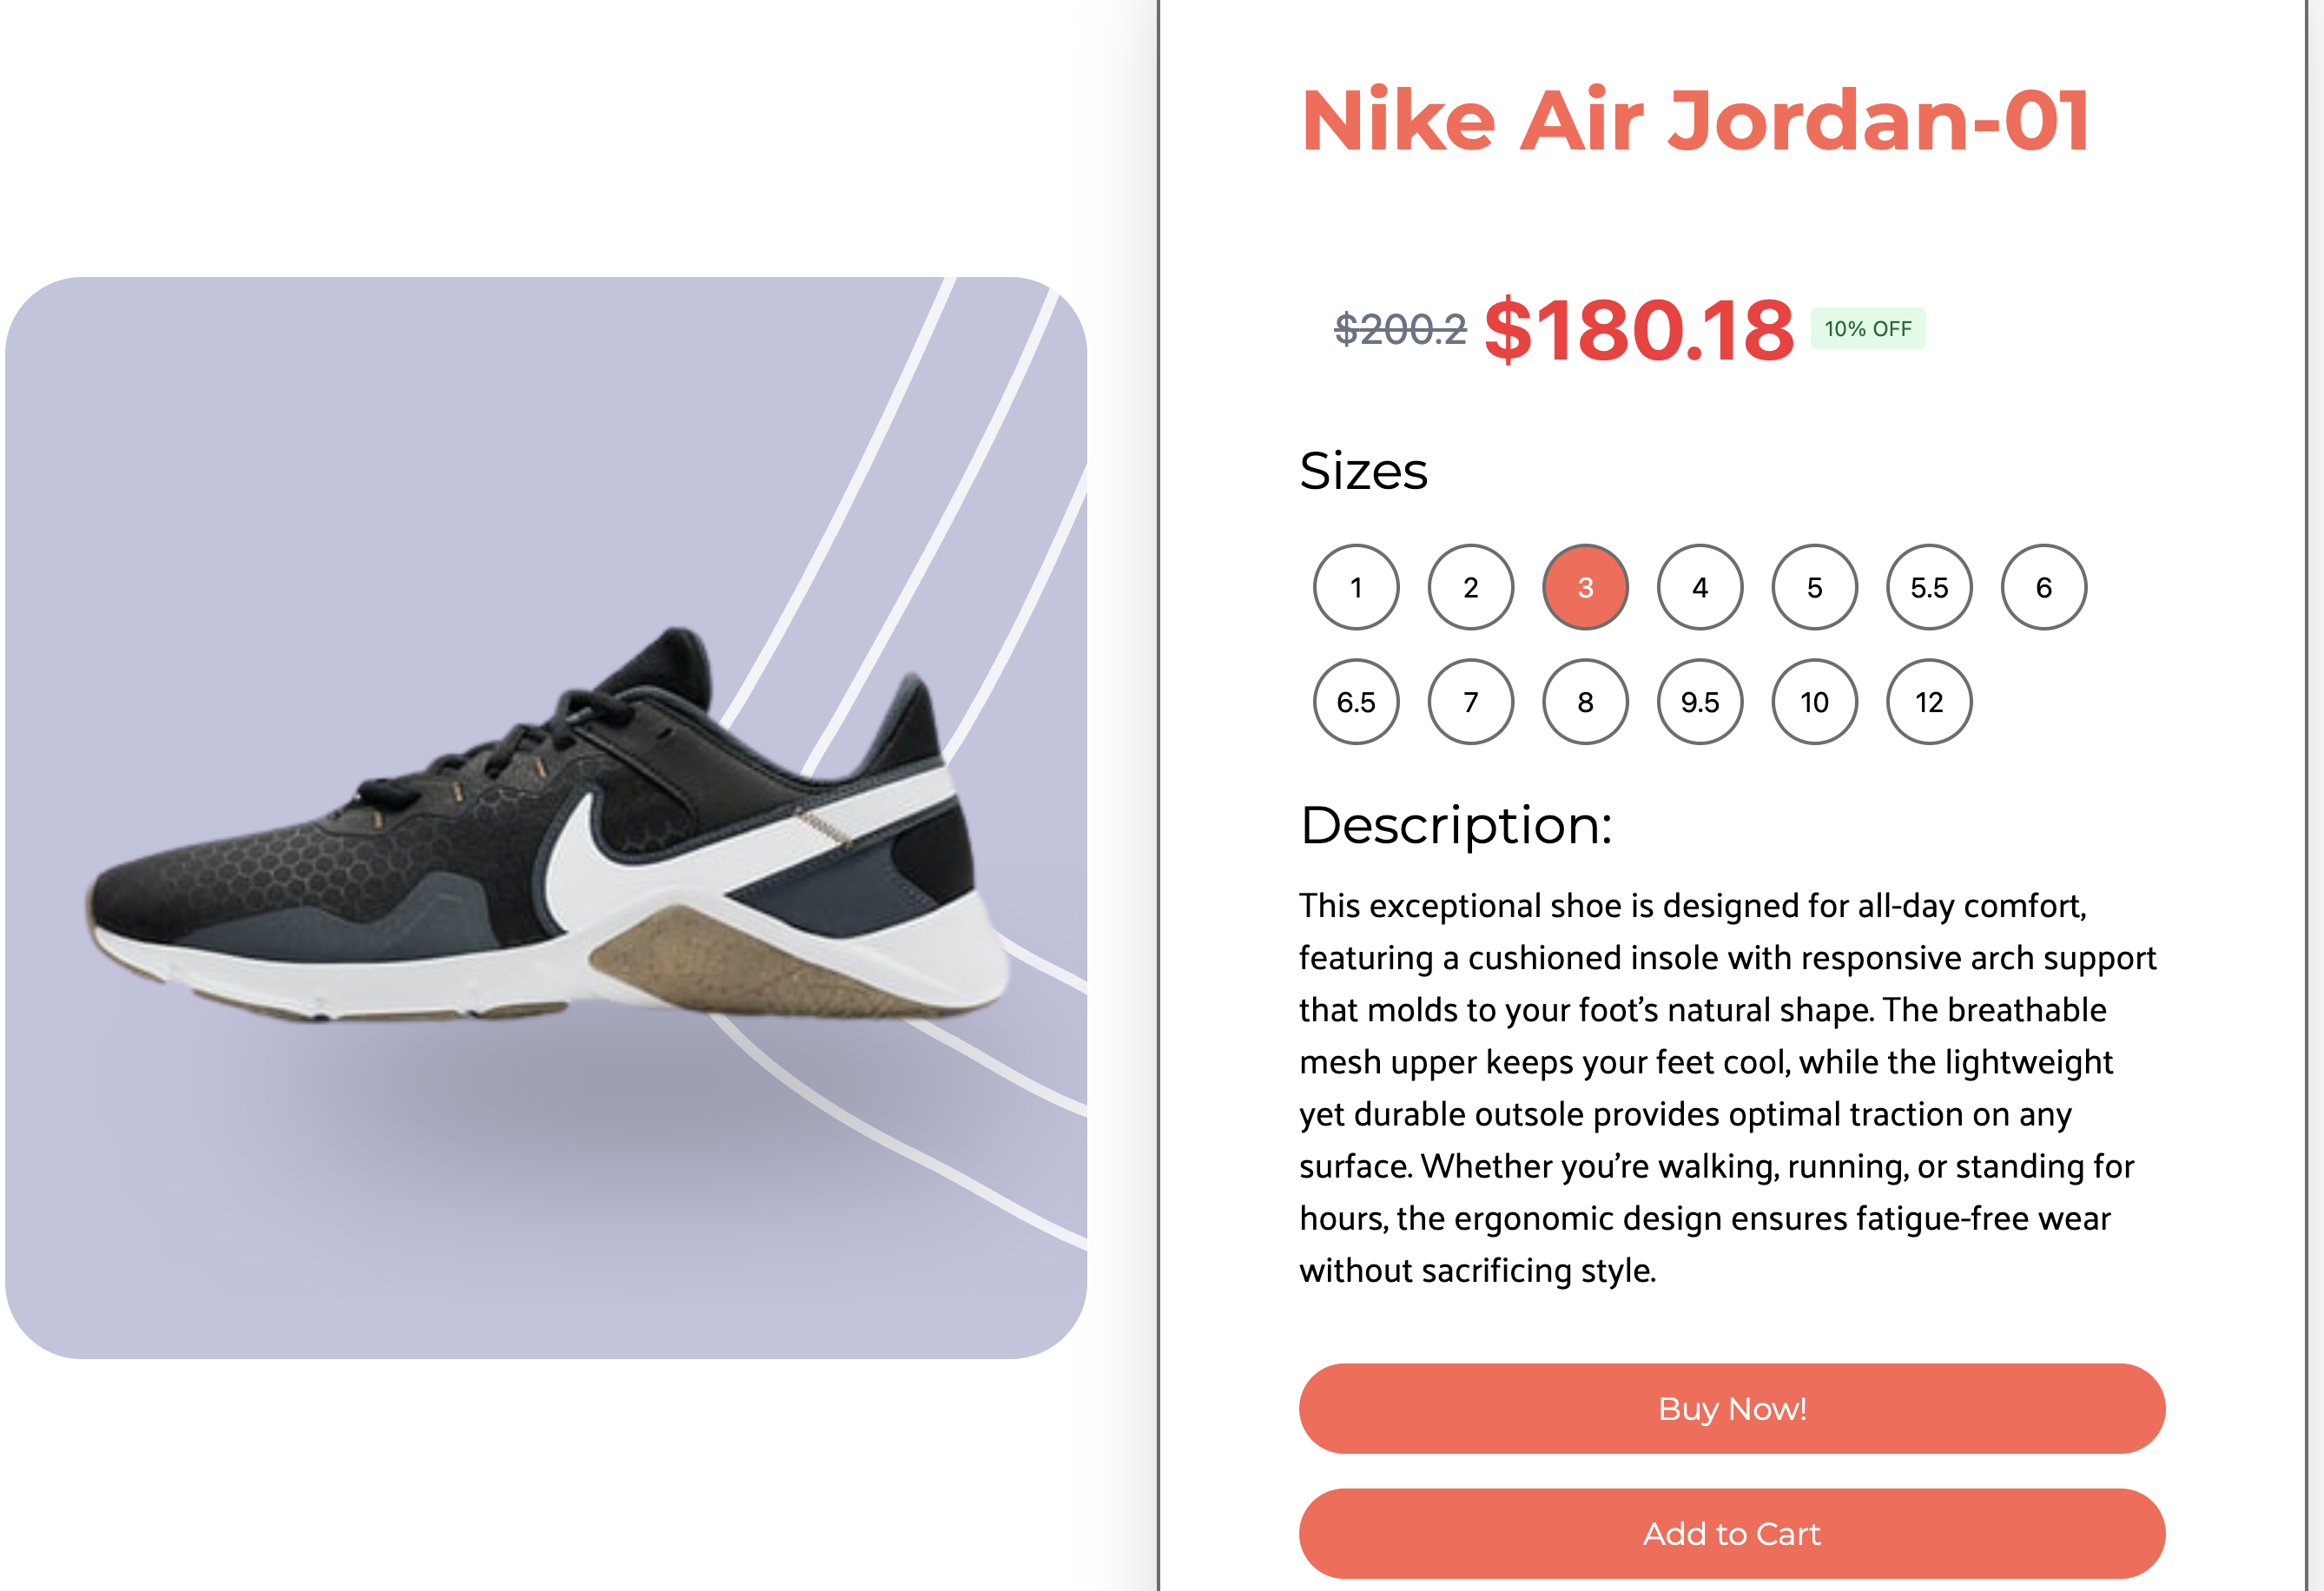 Nike Air Jordan-01
$200.2 $180.18 10% OFF
Sizes
1 2 3 4 5 5.5 6
6.5 7 8 9.5 10 12
Description:
This exceptional shoe is designed for all-day comfort,
featuring a cushioned insole with responsive arch support
that molds to your foot's natural shape. The breathable
mesh upper keeps your feet cool, while the lightweight
yet durable outsole provides optimal traction on any
surface. Whether you're walking, running, or standing for
hours, the ergonomic design ensures fatigue-free wear
without sacrificing style.
Buy Now!
Add to Cart